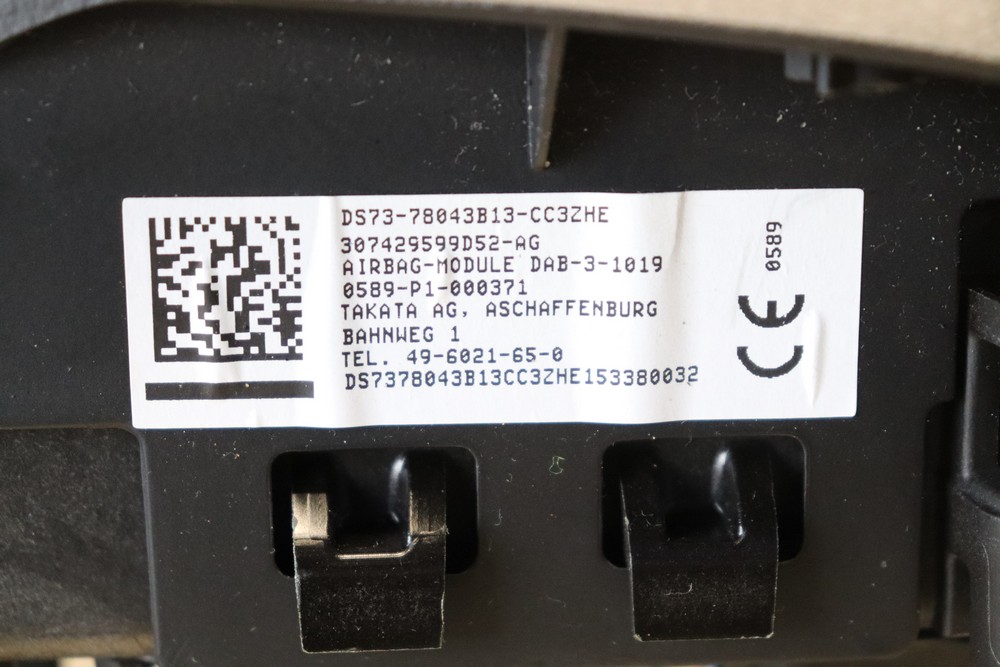 DS73-78043B13-CC3ZHE
307429599D52-AG
AIRBAG-MODULE DAB-3-1019
0589-P1-000371
TAKATA AG, ASCHAFFENBURG
BAHNWEG 1
TEL. 49-6021-65-0
DS7378043B13CC3ZHE153380032
CE 0589